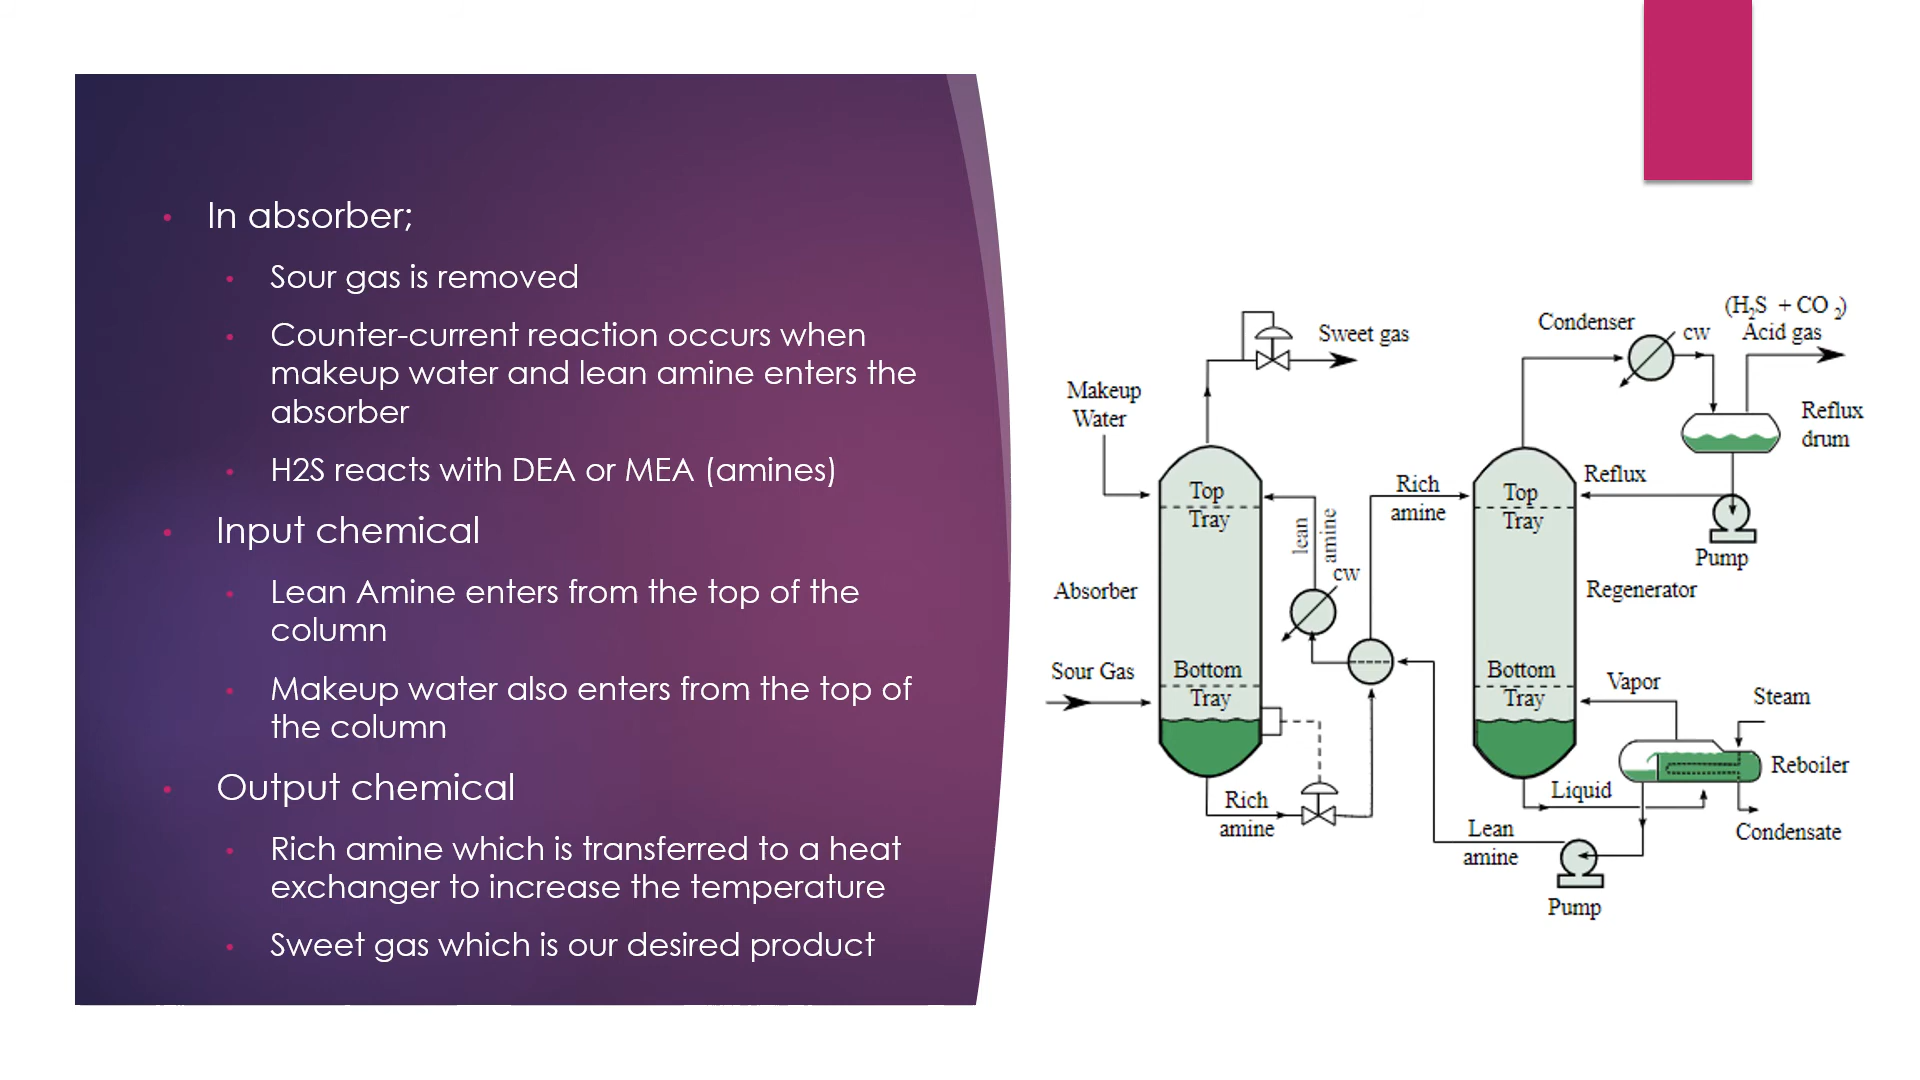 In absorber;
Sour gas is removed
Counter-current reaction occurs when
makeup water and lean amine enters the
absorber
H2S reacts with DEA or MEA (amines)
Input chemical
Lean Amine enters from the top of the
column
Makeup water also enters from the top of
the column
Output chemical
Rich amine which is transferred to a heat
exchanger to increase the temperature
Sweet gas which is our desired product
Sweet gas
Makeup
Water
Top
Tray
lean
amine
cw
Absorber
Sour Gas
Bottom
Tray
Rich
amine
Rich
amine
Condenser
cw
(H2S + CO2)
Acid gas
Reflux
drum
Reflux
Pump
Top
Tray
Regenerator
Bottom
Tray
Vapor
Steam
Reboiler
Liquid
Condensate
Lean
amine
Pump